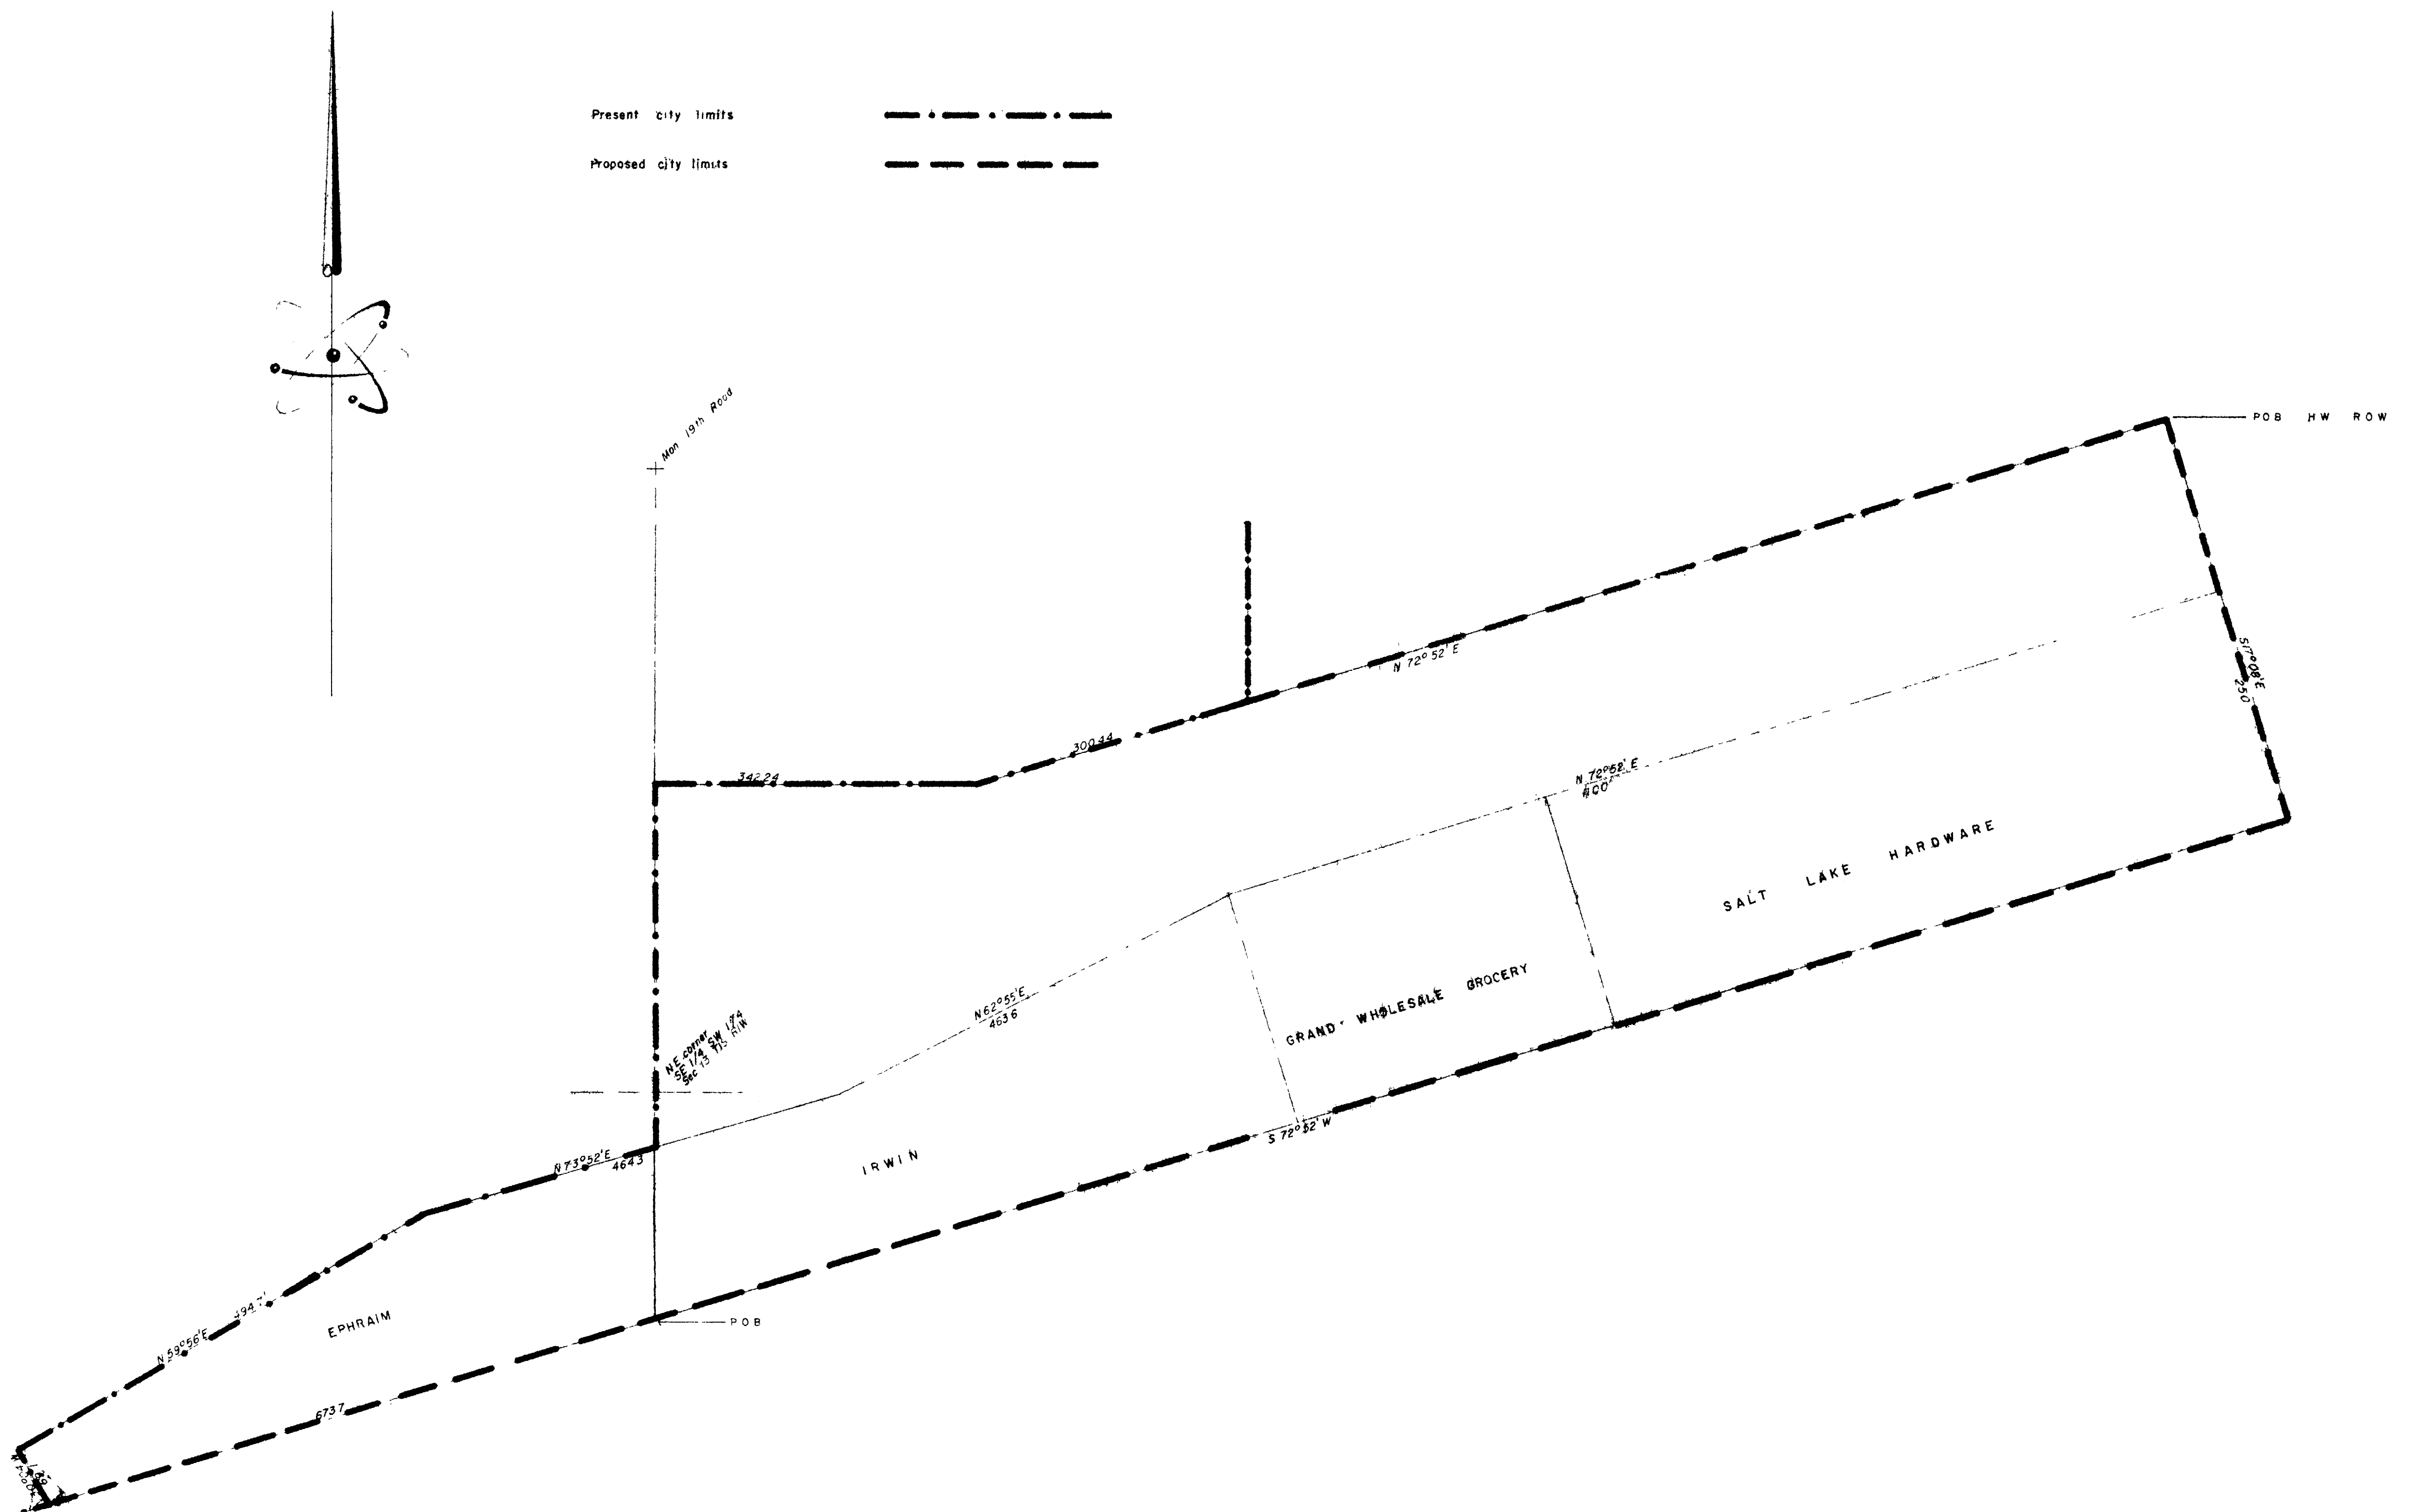 Present city limits
Proposed city limits
Mon 19th Road
POB HW ROW
N 72° 52' E
S17°08'E
250
300.44
342.24
N 72°52' E
400'
SALT LAKE HARDWARE
N62°55'E
463.6
GRAND WHOLESALE GROCERY
N E corner
SE 1/4 SW 1/4
Sec 13 T1S R1W
S 72°52' W
N73°52'E
464.3
IRWIN
POB
494.7'
N 59°56'E
EPHRAIM
673.7